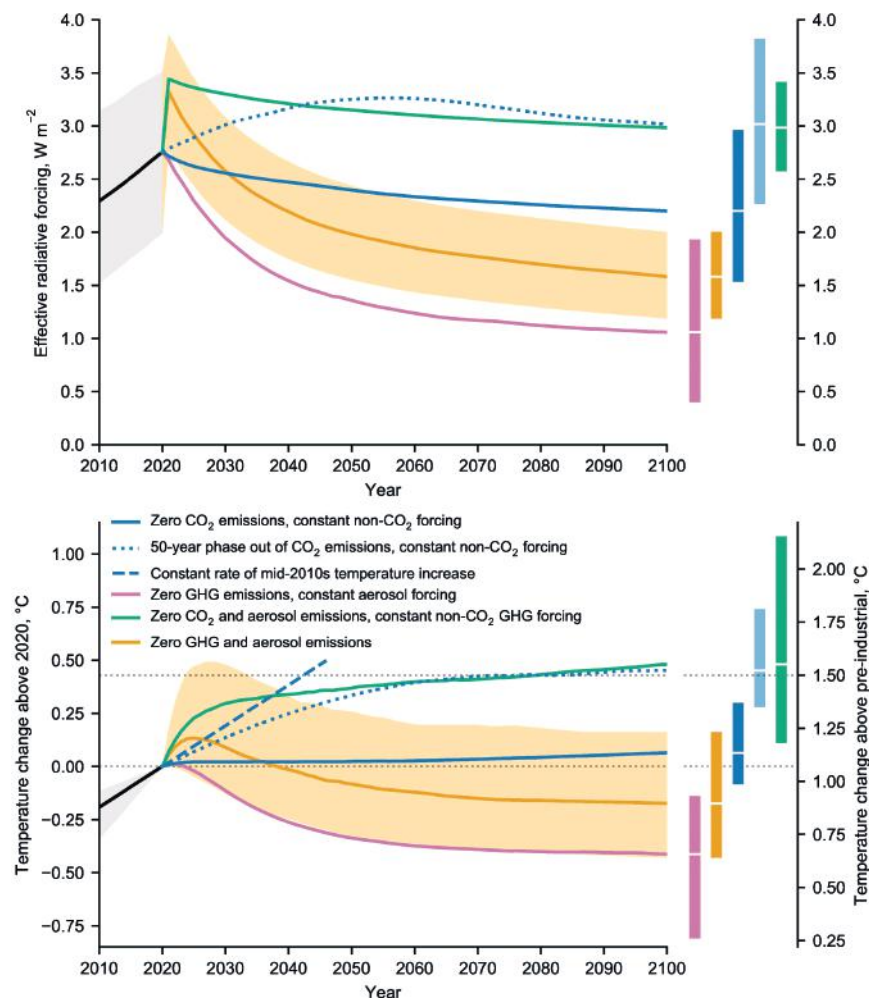 4.0
3.5
3.0
2.5
2.0
1.5
1.0
0.5
0.0
Effective radiative forcing, W m⁻²
2010 2020 2030 2040 2050 2060 2070 2080 2090 2100
Year
4.0
3.5
3.0
2.5
2.0
1.5
1.0
0.5
0.0
Zero CO₂ emissions, constant non-CO₂ forcing
50-year phase out of CO₂ emissions, constant non-CO₂ forcing
Constant rate of mid-2010s temperature increase
Zero GHG emissions, constant aerosol forcing
Zero CO₂ and aerosol emissions, constant non-CO₂ GHG forcing
Zero GHG and aerosol emissions
1.00
0.75
0.50
0.25
0.00
−0.25
−0.50
−0.75
Temperature change above 2020, °C
2010 2020 2030 2040 2050 2060 2070 2080 2090 2100
Year
2.00
1.75
1.50
1.25
1.00
0.75
0.50
0.25
Temperature change above pre-industrial, °C